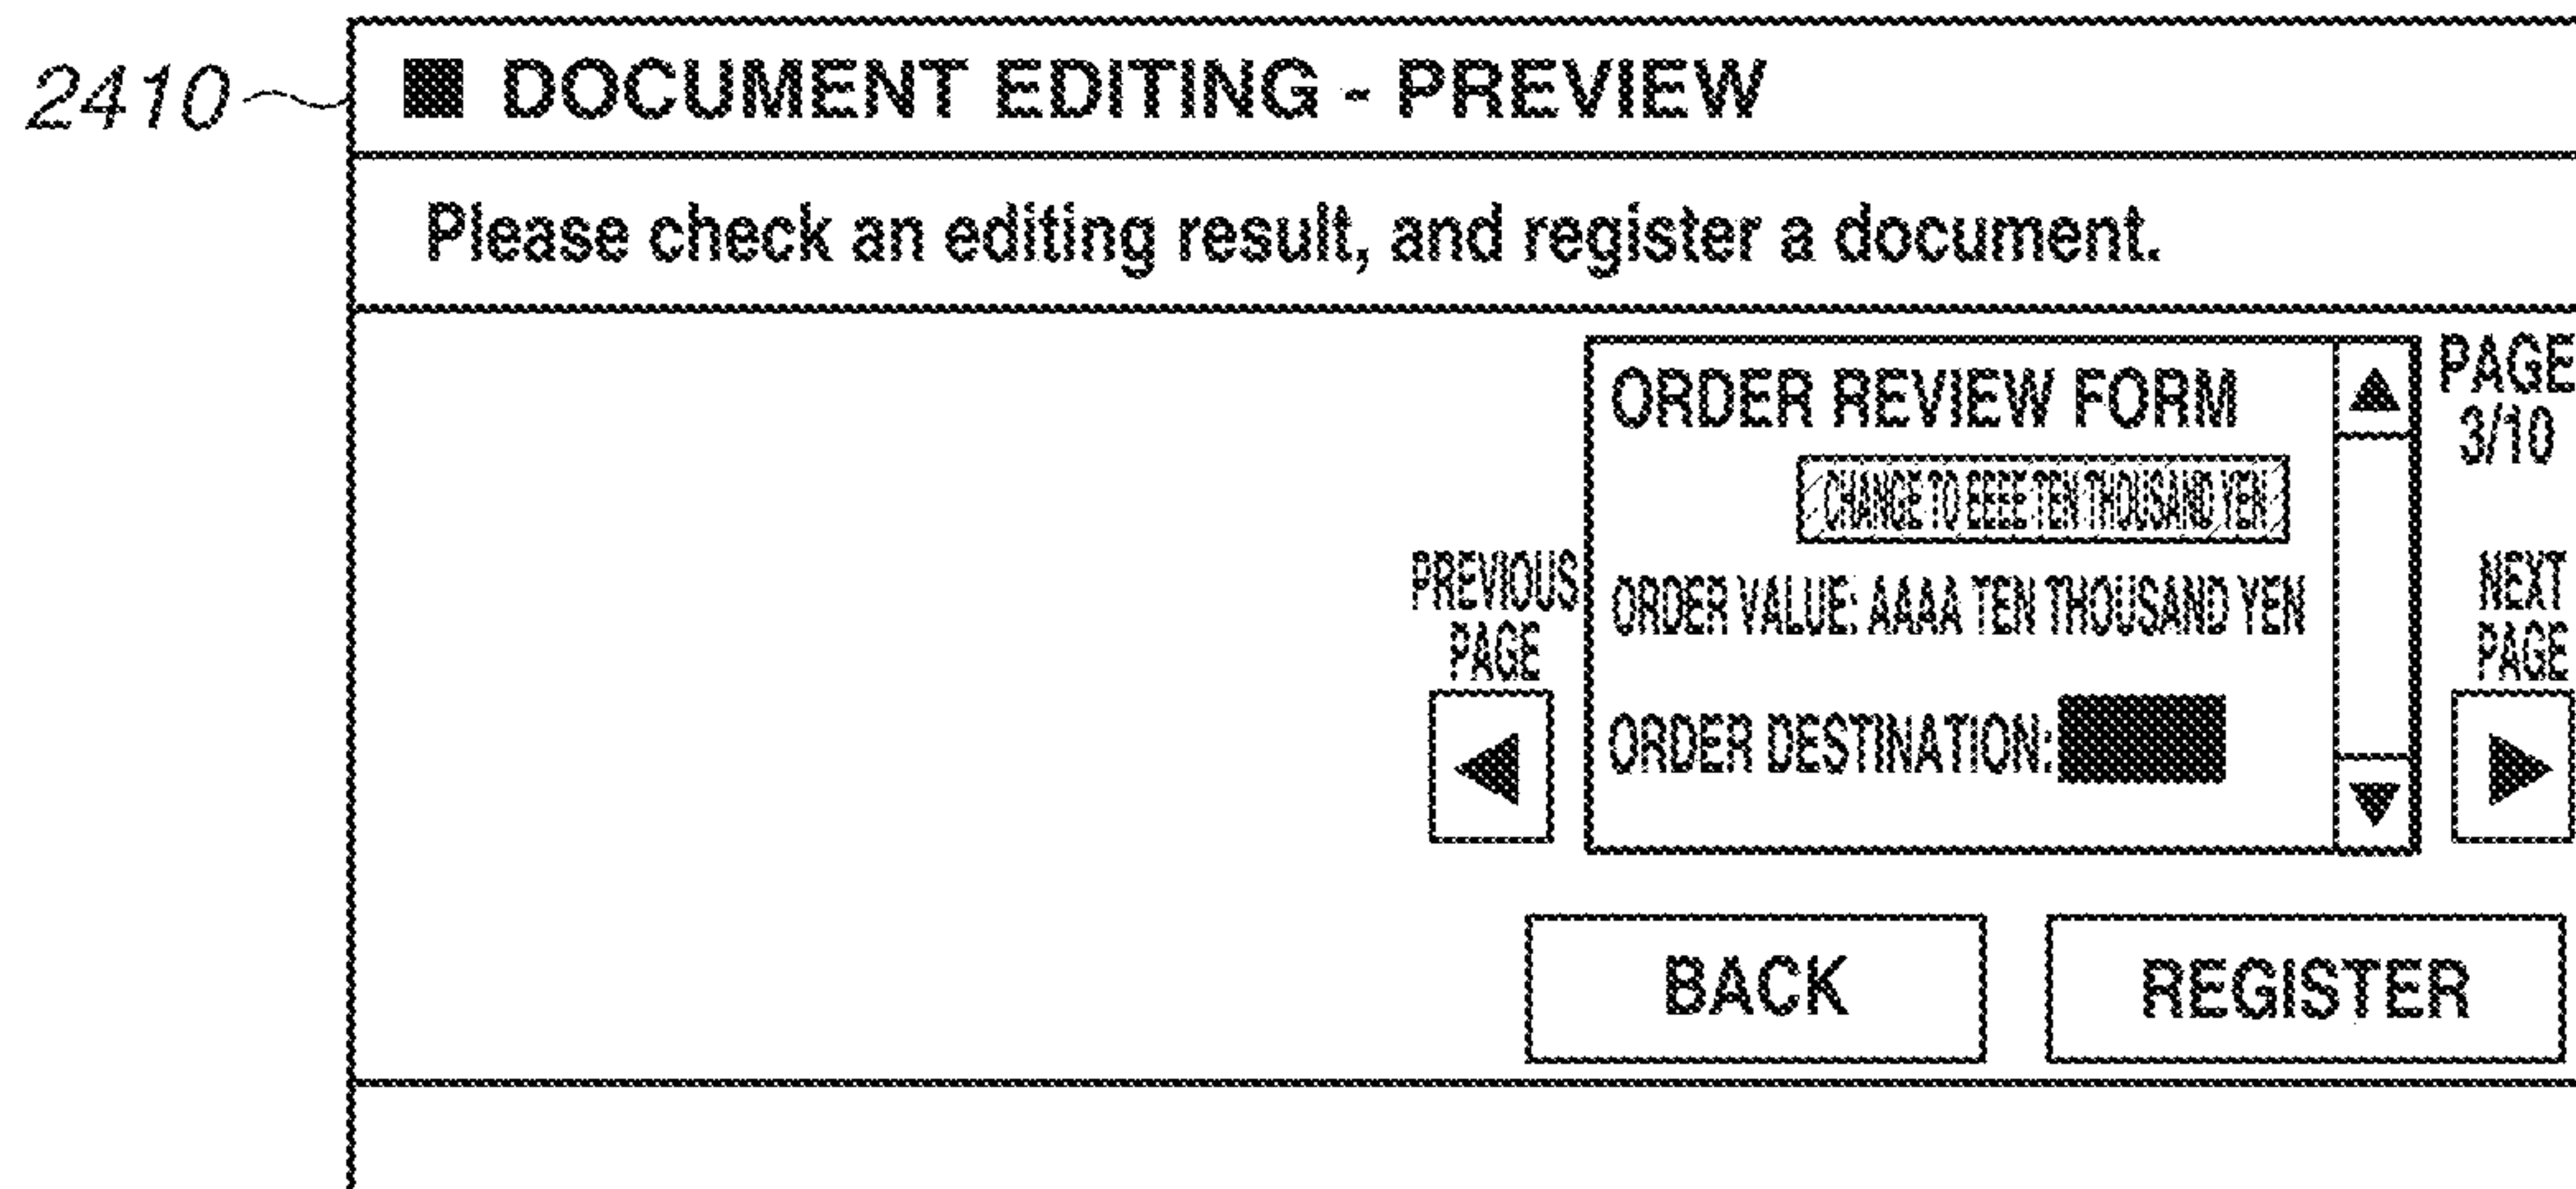 2410
■ DOCUMENT EDITING - PREVIEW
Please check an editing result, and register a document.
ORDER REVIEW FORM
PAGE
3/10
CHANGE TO EEEE TEN THOUSAND YEN
PREVIOUS
PAGE
ORDER VALUE: AAAA TEN THOUSAND YEN
NEXT
PAGE
ORDER DESTINATION:
BACK
REGISTER